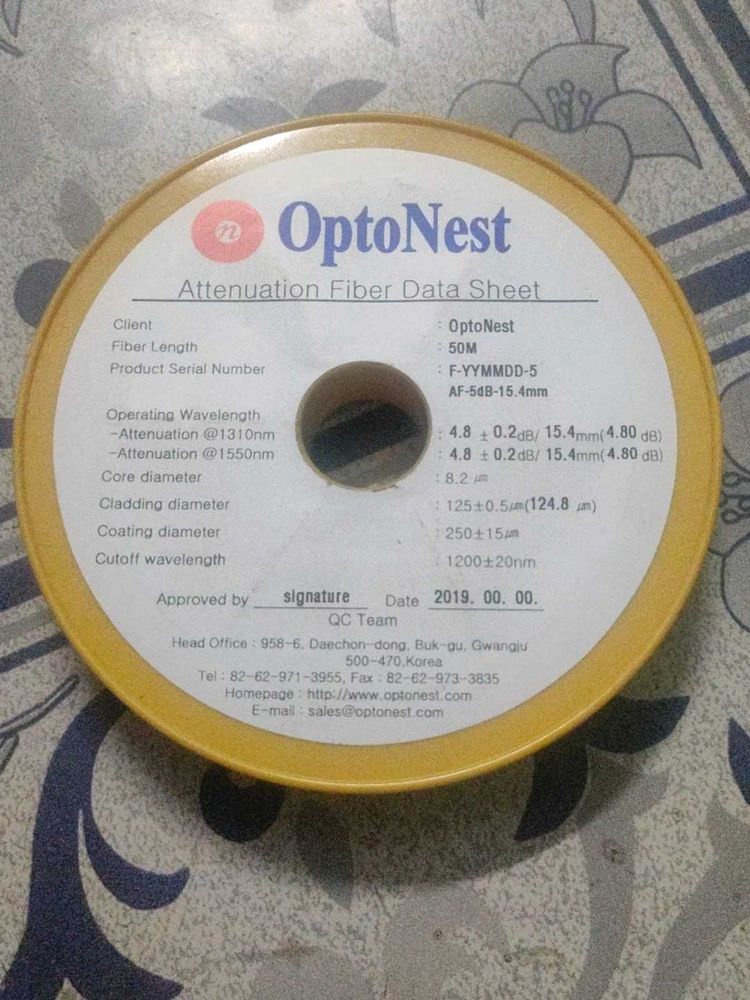 n OptoNest
Attenuation Fiber Data Sheet
Client : OptoNest
Fiber Length : 50M
Product Serial Number : F-YYMMDD-5
AF-5dB-15.4mm
Operating Wavelength
-Attenuation @1310nm : 4.8 ± 0.2dB/ 15.4mm(4.80 dB)
-Attenuation @1550nm : 4.8 ± 0.2dB/ 15.4mm(4.80 dB)
Core diameter : 8.2 ㎛
Cladding diameter : 125±0.5㎛(124.8 ㎛)
Coating diameter : 250±15㎛
Cutoff wavelength : 1200±20nm
Approved by signature Date 2019. 00. 00.
QC Team
Head Office : 958-6, Daechon-dong, Buk-gu, Gwangju
500-470,Korea
Tel : 82-62-971-3955, Fax : 82-62-973-3835
Homepage : http://www.optonest.com
E-mail : sales@optonest.com